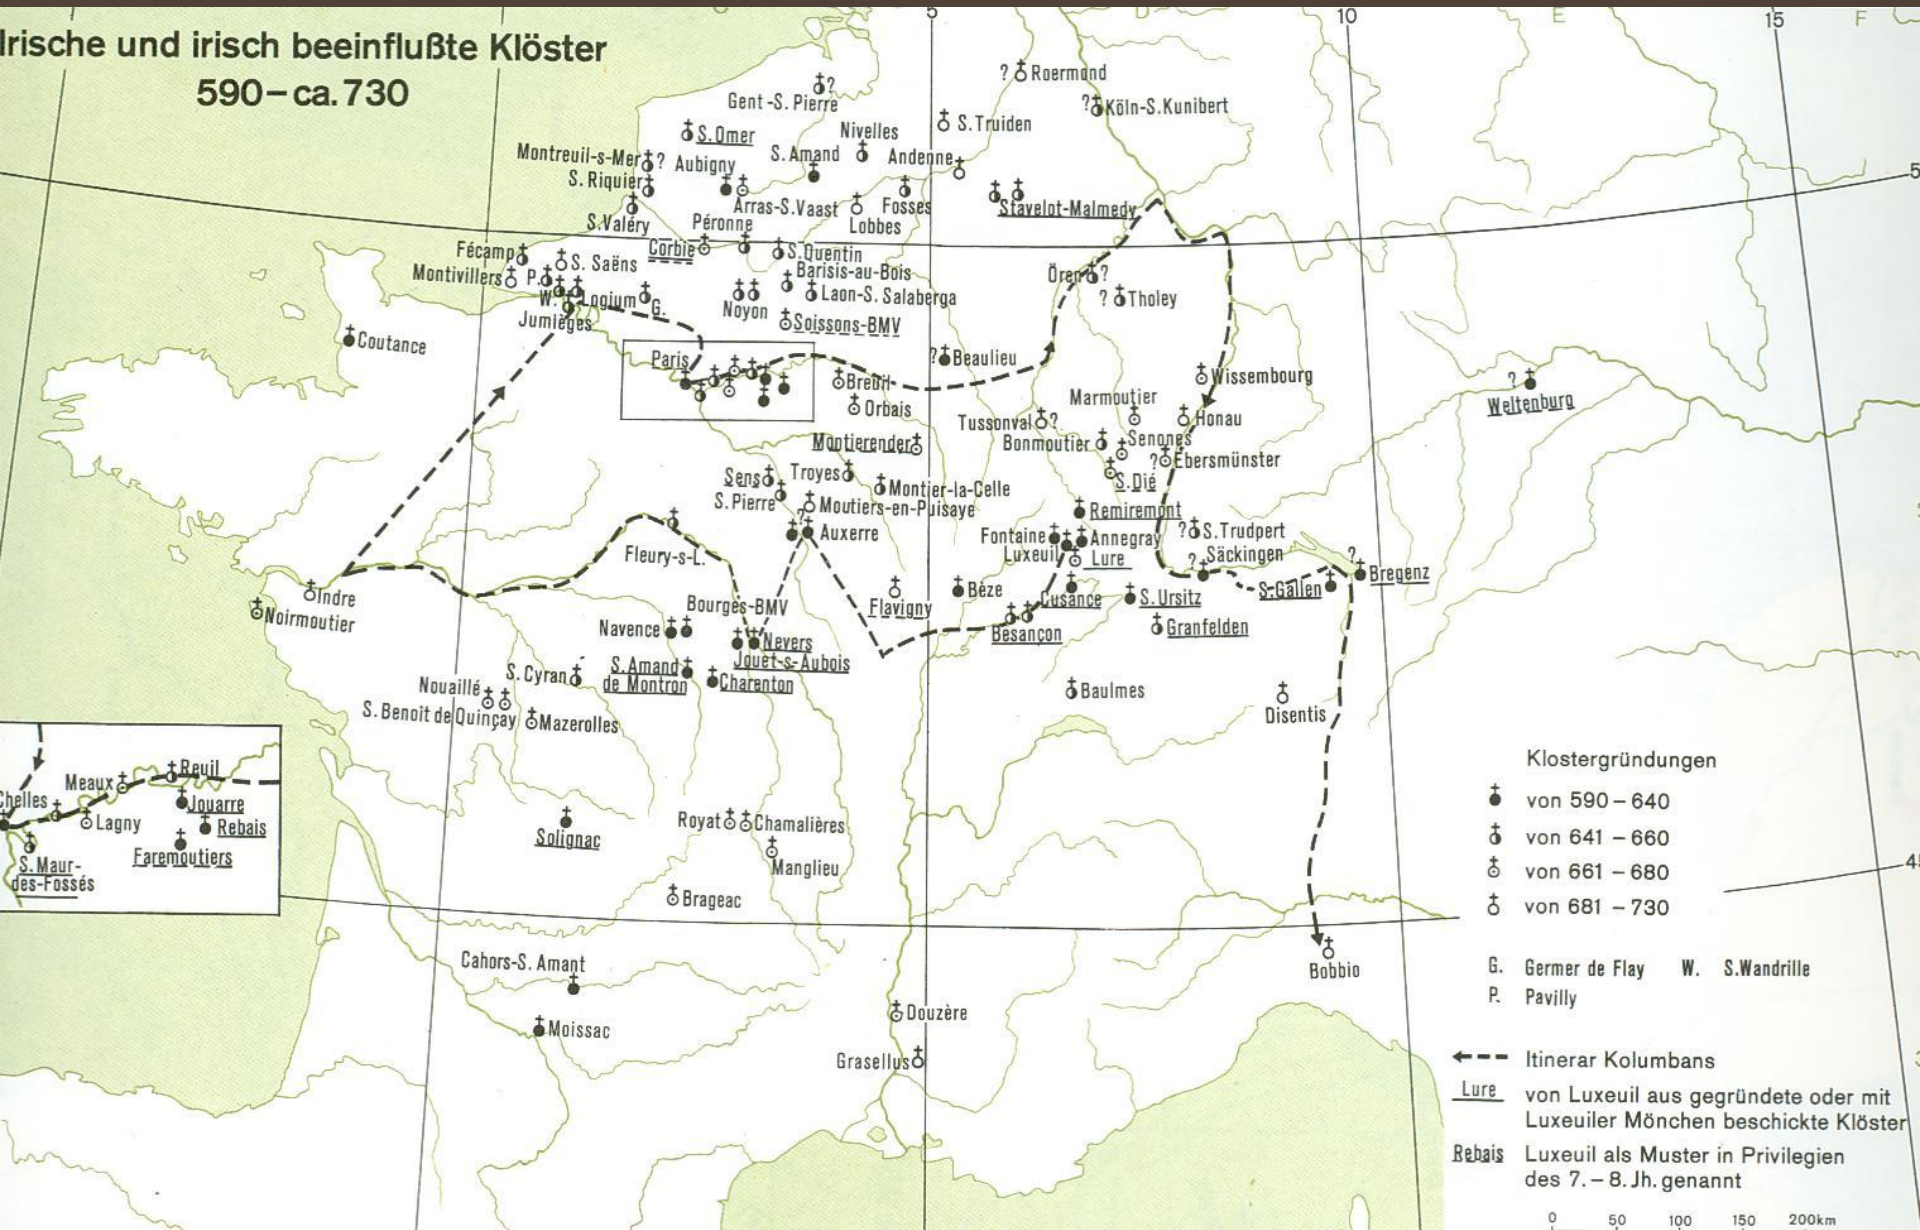 Irische und irisch beeinflußte Klöster
590–ca. 730
5
10
15
D
E
F
? Roermond
Gent-S. Pierre ?
? Köln-S.Kunibert
S.Omer
Nivelles
S.Truiden
Montreuil-s-Mer ?
Aubigny
S.Amand
Andenne
S.Riquier
Arras-S.Vaast
Fosses
Stavelot-Malmedy
S.Valéry
Péronne
Lobbes
Fécamp
Corbie
S.Quentin
S. Saëns
Barisis-au-Bois
Ören ?
Montivillers
P.
W.
Logium
G.
Noyon
Laon-S. Salaberga
? Tholey
Jumièges
Soissons-BMV
Coutance
Paris
? Beaulieu
Breuil
Wissembourg
?
Weltenburg
Orbais
Marmoutier
Tussonval ?
Honau
Montierender
Bonmoutier
Senones
? Ebersmünster
Sens
Troyes
S.Dié
S. Pierre
Montier-la-Celle
Moutiers-en-Puisaye
Remiremont
?
Auxerre
Fontaine
Annegray
? S.Trudpert
Fleury-s-L.
Luxeuil
Lure
? Säckingen
?
Bregenz
Indre
Noirmoutier
Flavigny
Bèze
Cusance
S.Ursitz
S-Gallen
Bourges-BMV
Navence
Nevers
Besançon
Granfelden
Jouet-s-Aubois
S.Cyran
S.Amand
de Montron
Charenton
Nouaillé
Baulmes
Disentis
S.Benoît de Quinçay
Mazerolles
Meaux
Reuil
Chelles
Jouarre
Lagny
Rebais
S.Maur-
des-Fossés
Faremoutiers
Solignac
Royat
Chamalières
Manglieu
Brageac
Cahors-S. Amant
Bobbio
Moissac
Douzère
Grasellus
Klostergründungen
von 590 – 640
von 641 – 660
von 661 – 680
von 681 – 730
G. Germer de Flay W. S.Wandrille
P. Pavilly
Itinerar Kolumbans
Lure von Luxeuil aus gegründete oder mit
Luxeuiler Mönchen beschickte Klöster
Rebais Luxeuil als Muster in Privilegien
des 7. – 8. Jh. genannt
0 50 100 150 200km